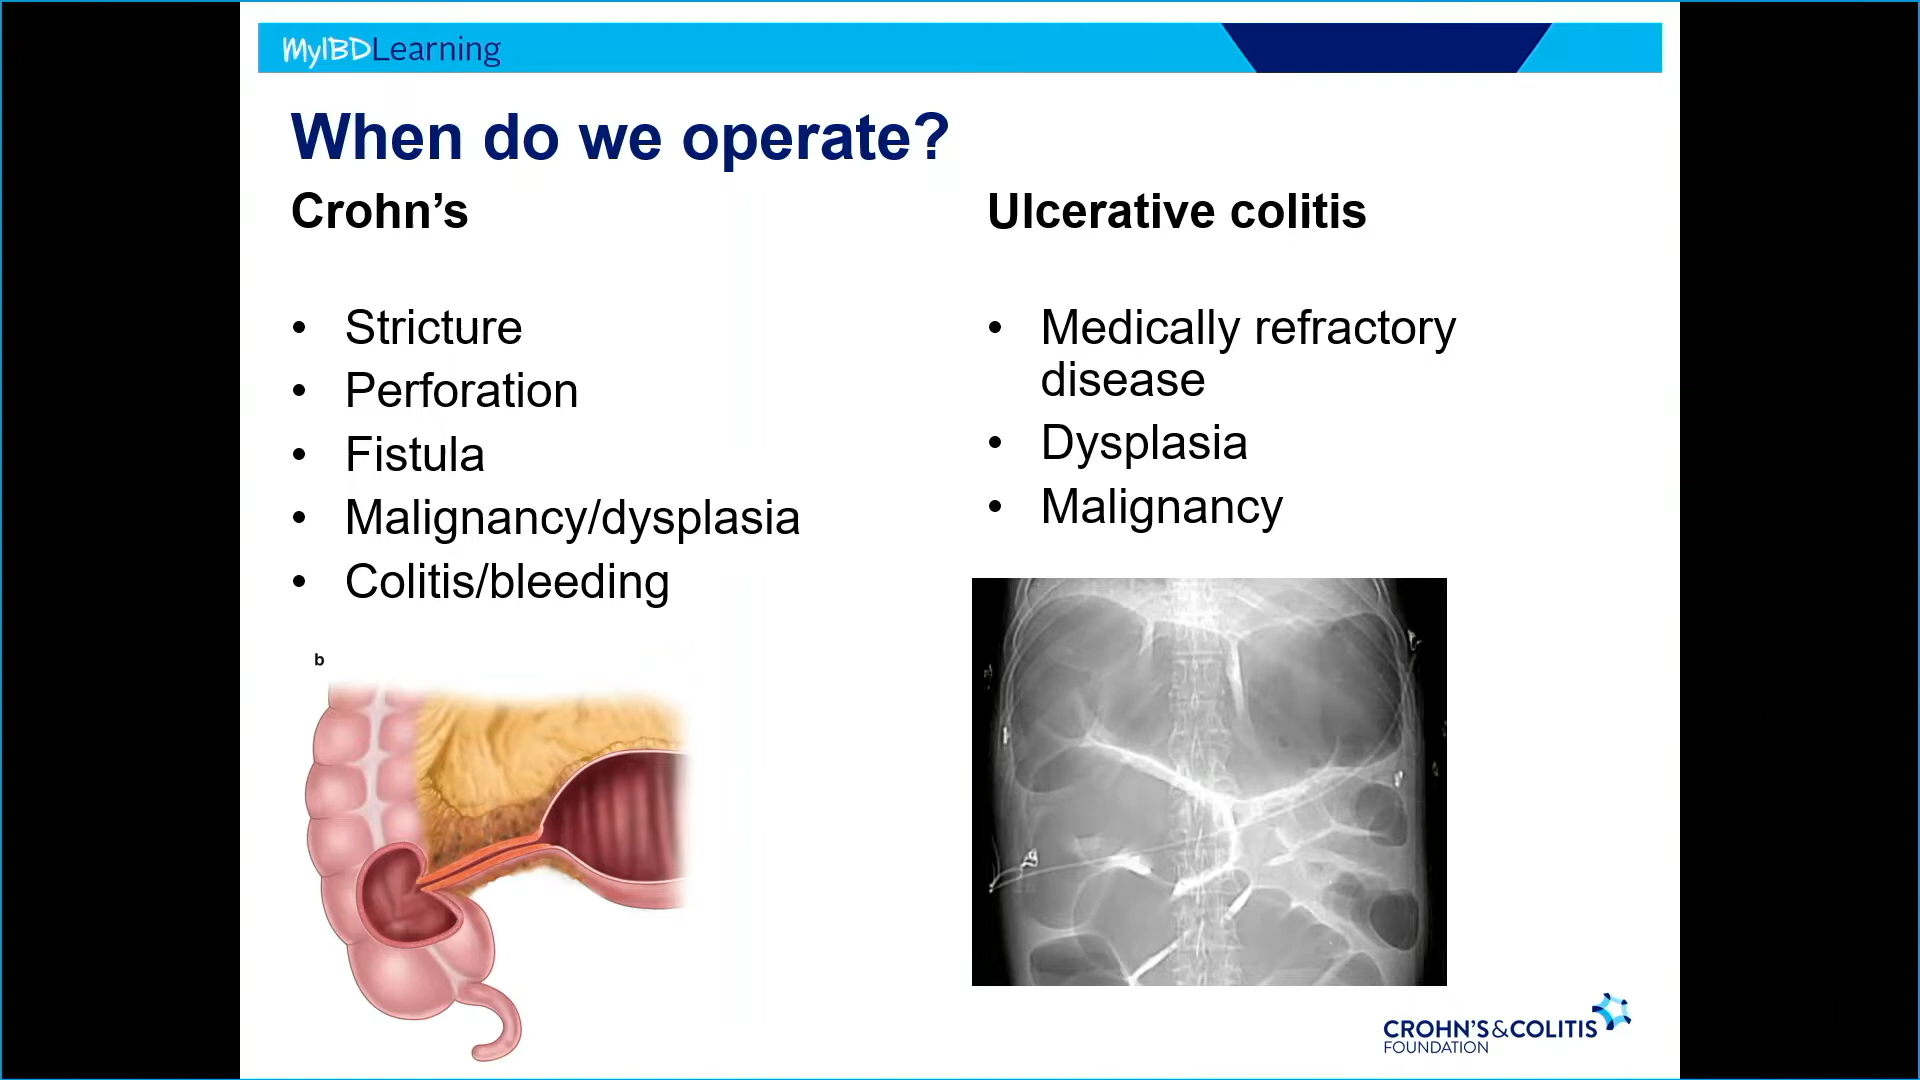 MyIBDLearning
When do we operate?
Crohn’s
• Stricture
• Perforation
• Fistula
• Malignancy/dysplasia
• Colitis/bleeding
b
Ulcerative colitis
• Medically refractory
disease
• Dysplasia
• Malignancy
CROHN’S&COLITIS
FOUNDATION